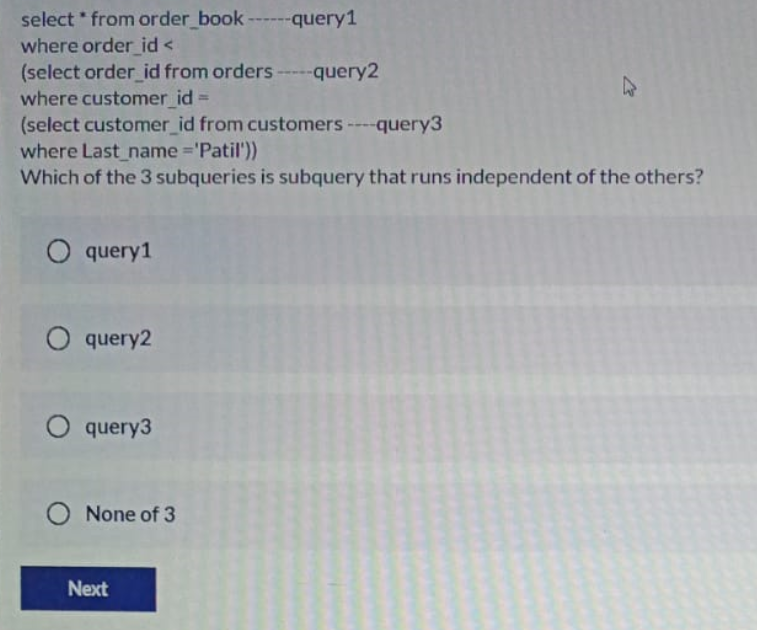 select * from order_book ------query1
where order_id <
(select order_id from orders -----query2
where customer_id =
(select customer_id from customers ----query3
where Last_name ='Patil'))
Which of the 3 subqueries is subquery that runs independent of the others?
query1
query2
query3
None of 3
Next